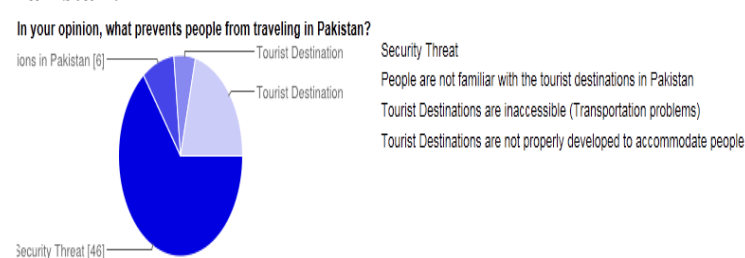 In your opinion, what prevents people from traveling in Pakistan?
ions in Pakistan [6]
Tourist Destination
Tourist Destination
Security Threat [46]
Security Threat
People are not familiar with the tourist destinations in Pakistan
Tourist Destinations are inaccessible (Transportation problems)
Tourist Destinations are not properly developed to accommodate people